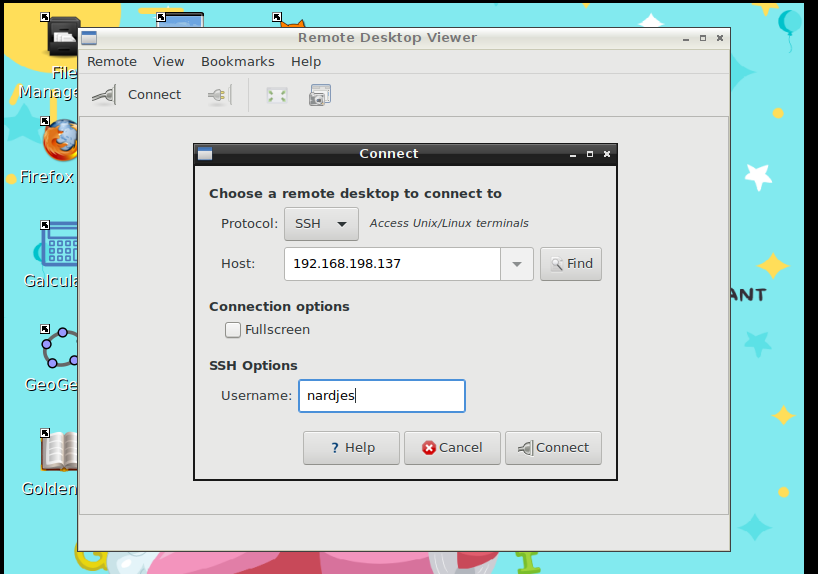 Remote Desktop Viewer
Remote View Bookmarks Help
Connect
File
Manage
Firefox
Galcula
GeoGe
Golden
Connect
Choose a remote desktop to connect to
Protocol: SSH Access Unix/Linux terminals
Host: 192.168.198.137 Find
Connection options
Fullscreen
SSH Options
Username: nardjes
? Help Cancel Connect
ANT